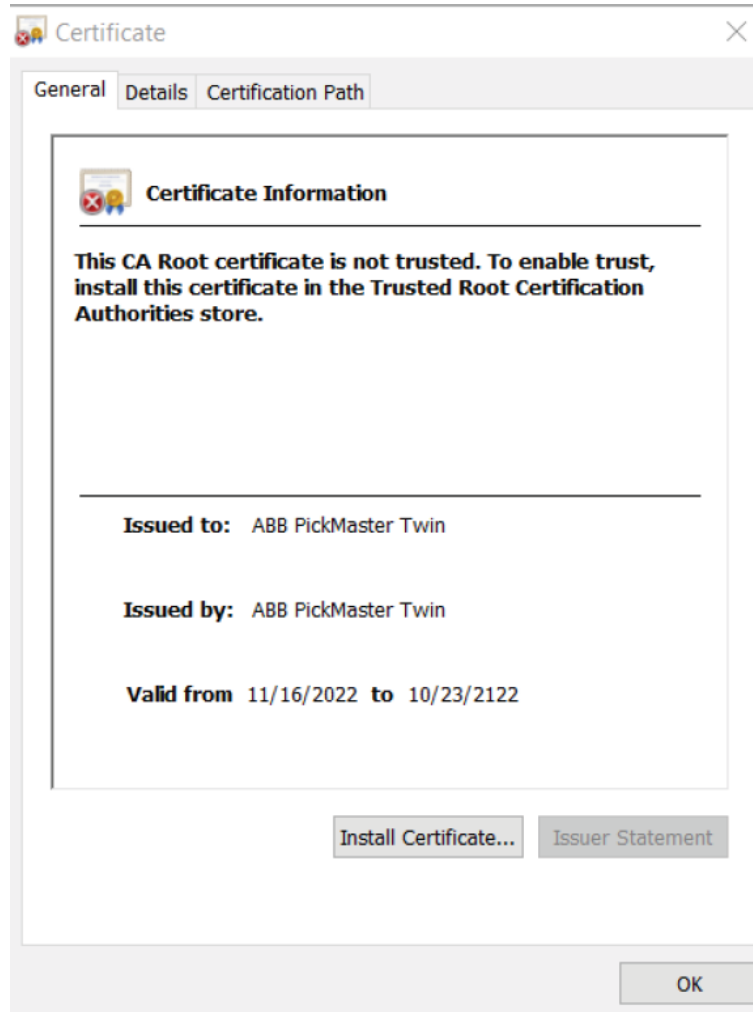 Certificate
General Details Certification Path
Certificate Information
This CA Root certificate is not trusted. To enable trust,
install this certificate in the Trusted Root Certification
Authorities store.
Issued to: ABB PickMaster Twin
Issued by: ABB PickMaster Twin
Valid from 11/16/2022 to 10/23/2122
Install Certificate... Issuer Statement
OK